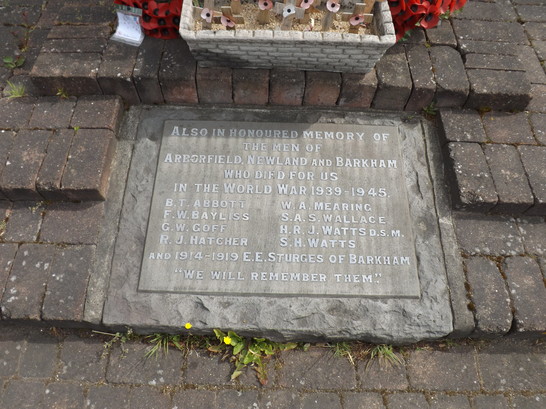 ALSO IN HONOURED MEMORY OF
THE MEN OF
ARBORFIELD, NEWLAND AND BARKHAM
WHO DIED FOR US
IN THE WORLD WAR 1939-1945,
B.T. ABBOTT W.A. MEARING
F.W. BAYLISS S.A.S. WALLACE
G.W. GOFF H.R.J. WATTS D.S.M.
R.J. HATCHER S.H. WATTS
AND 1914-1919 E.E. STURGES OF BARKHAM
"WE WILL REMEMBER THEM."